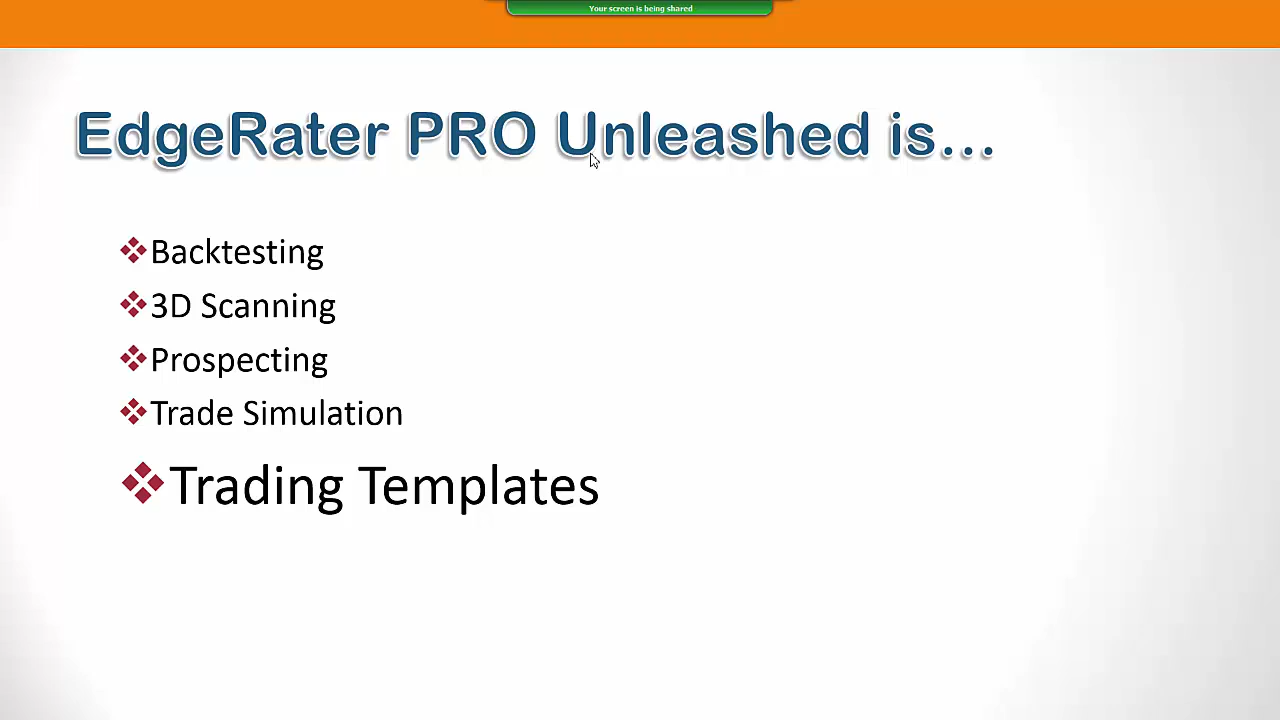 Your screen is being shared
EdgeRater PRO Unleashed is...
Backtesting
3D Scanning
Prospecting
Trade Simulation
Trading Templates